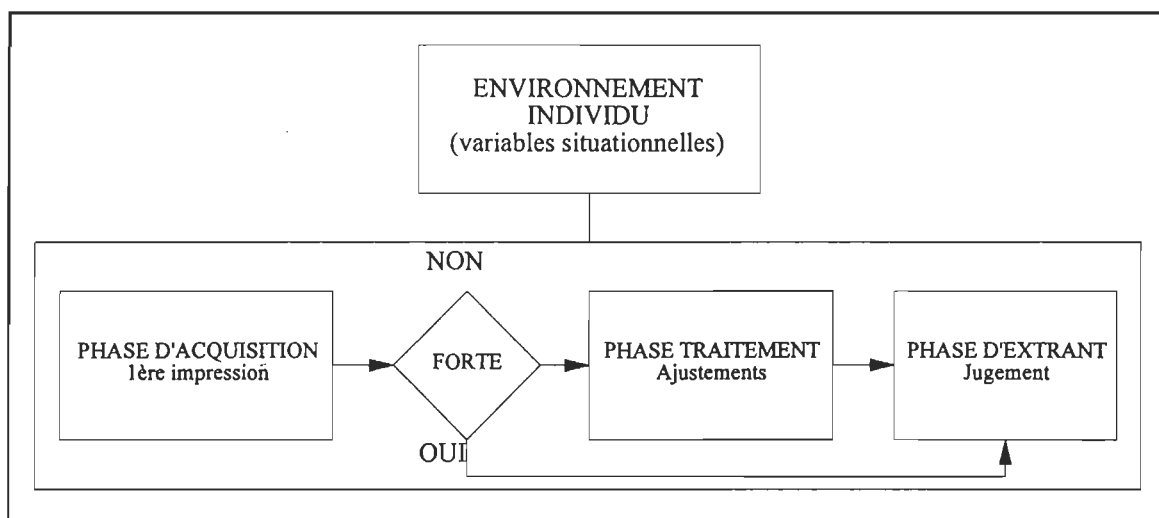 ENVIRONNEMENT
INDIVIDU
(variables situationnelles)
NON
PHASE D'ACQUISITION
1ère impression
FORTE
PHASE TRAITEMENT
Ajustements
PHASE D'EXTRANT
Jugement
OUI